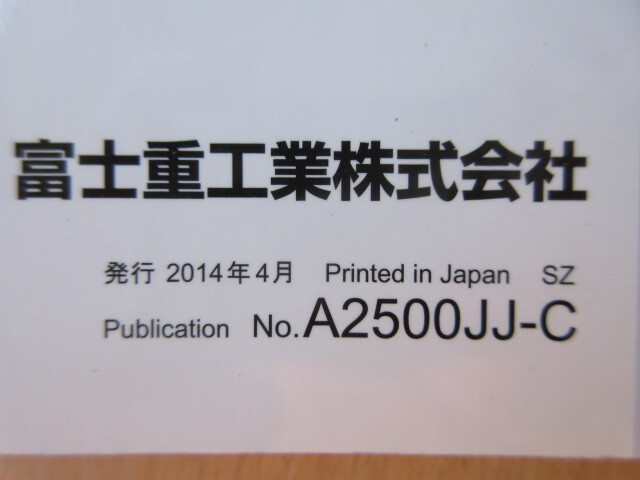 富士重工業株式会社
発行 2014年4月 Printed in Japan SZ
Publication No.A2500JJ-C